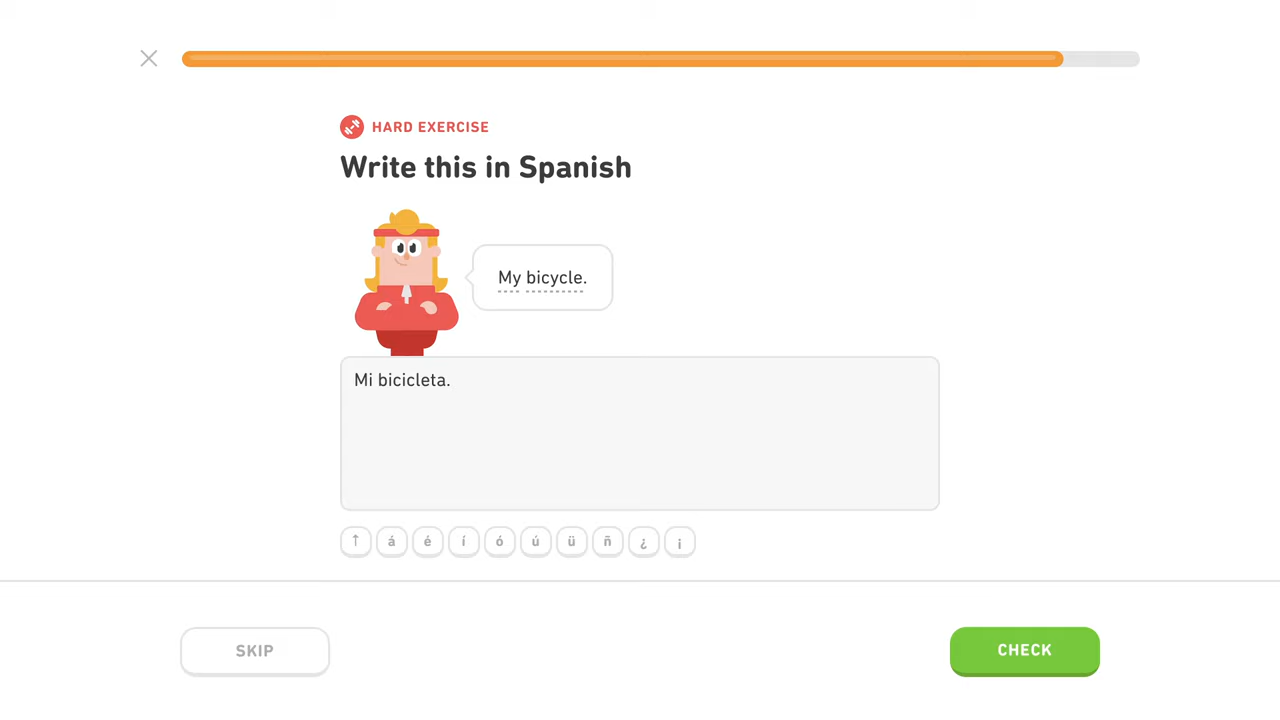 HARD EXERCISE
Write this in Spanish
My bicycle.
Mi bicicleta.
↑ á é í ó ú ü ñ ¿ ¡
SKIP
CHECK